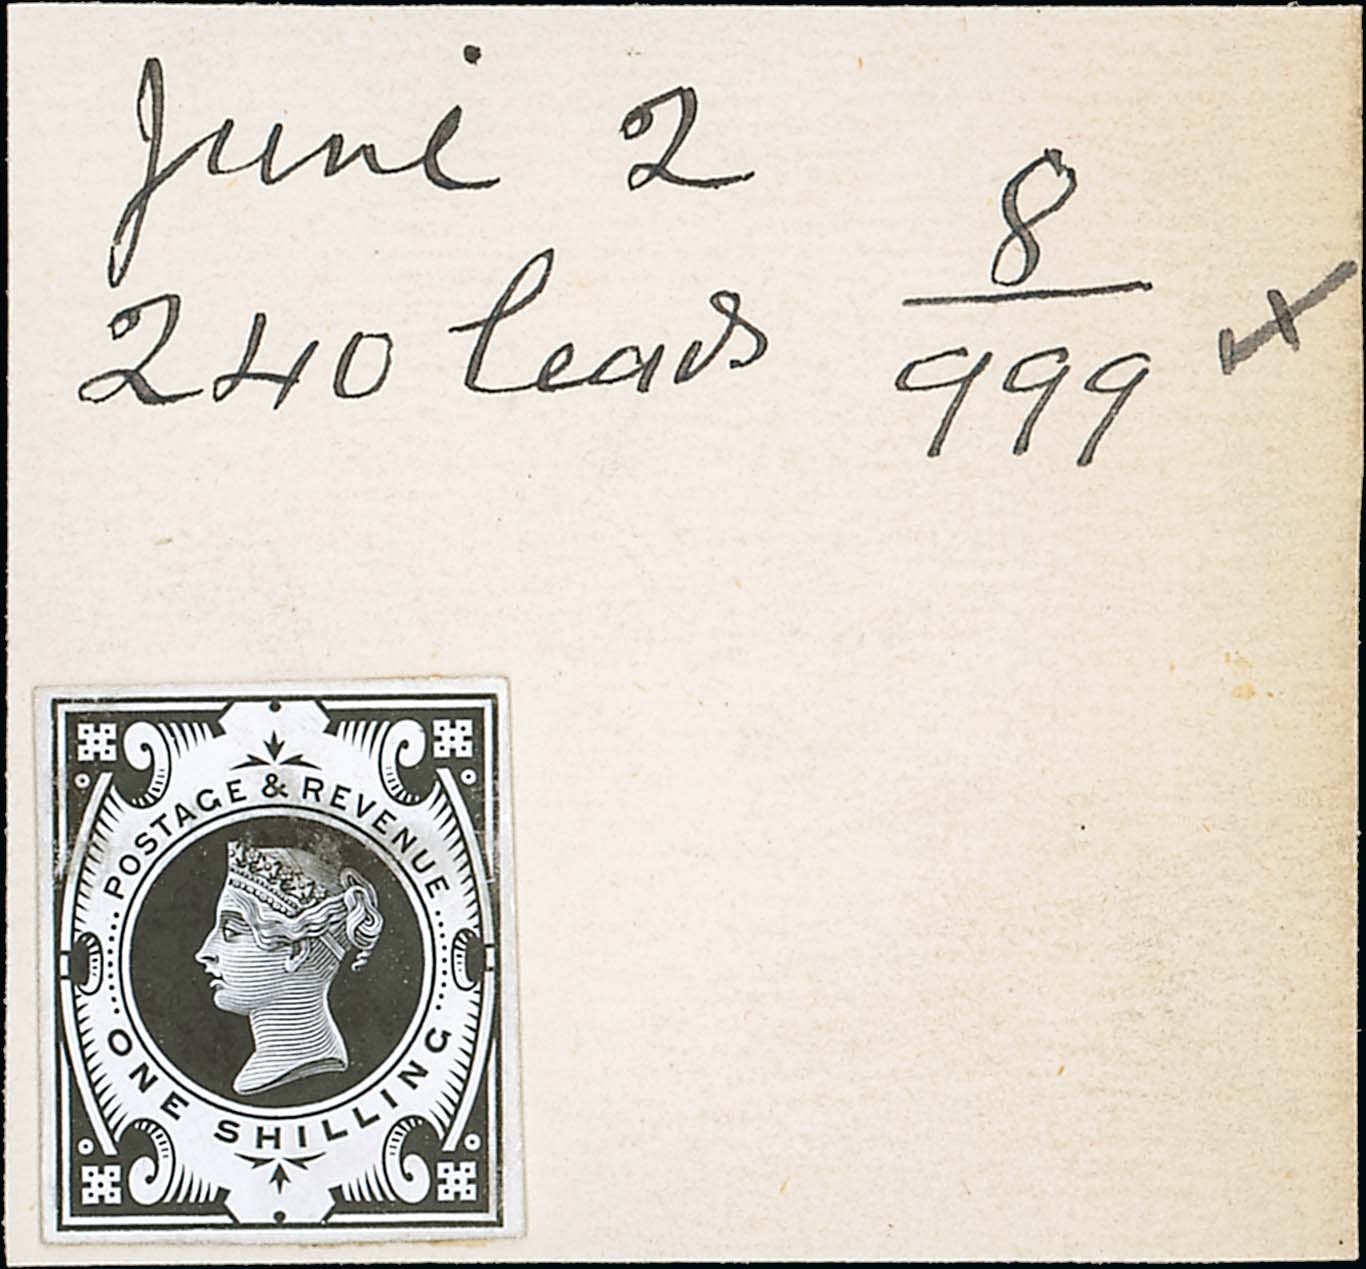 June 2
240 leads
8
999
POSTAGE & REVENUE
ONE SHILLING